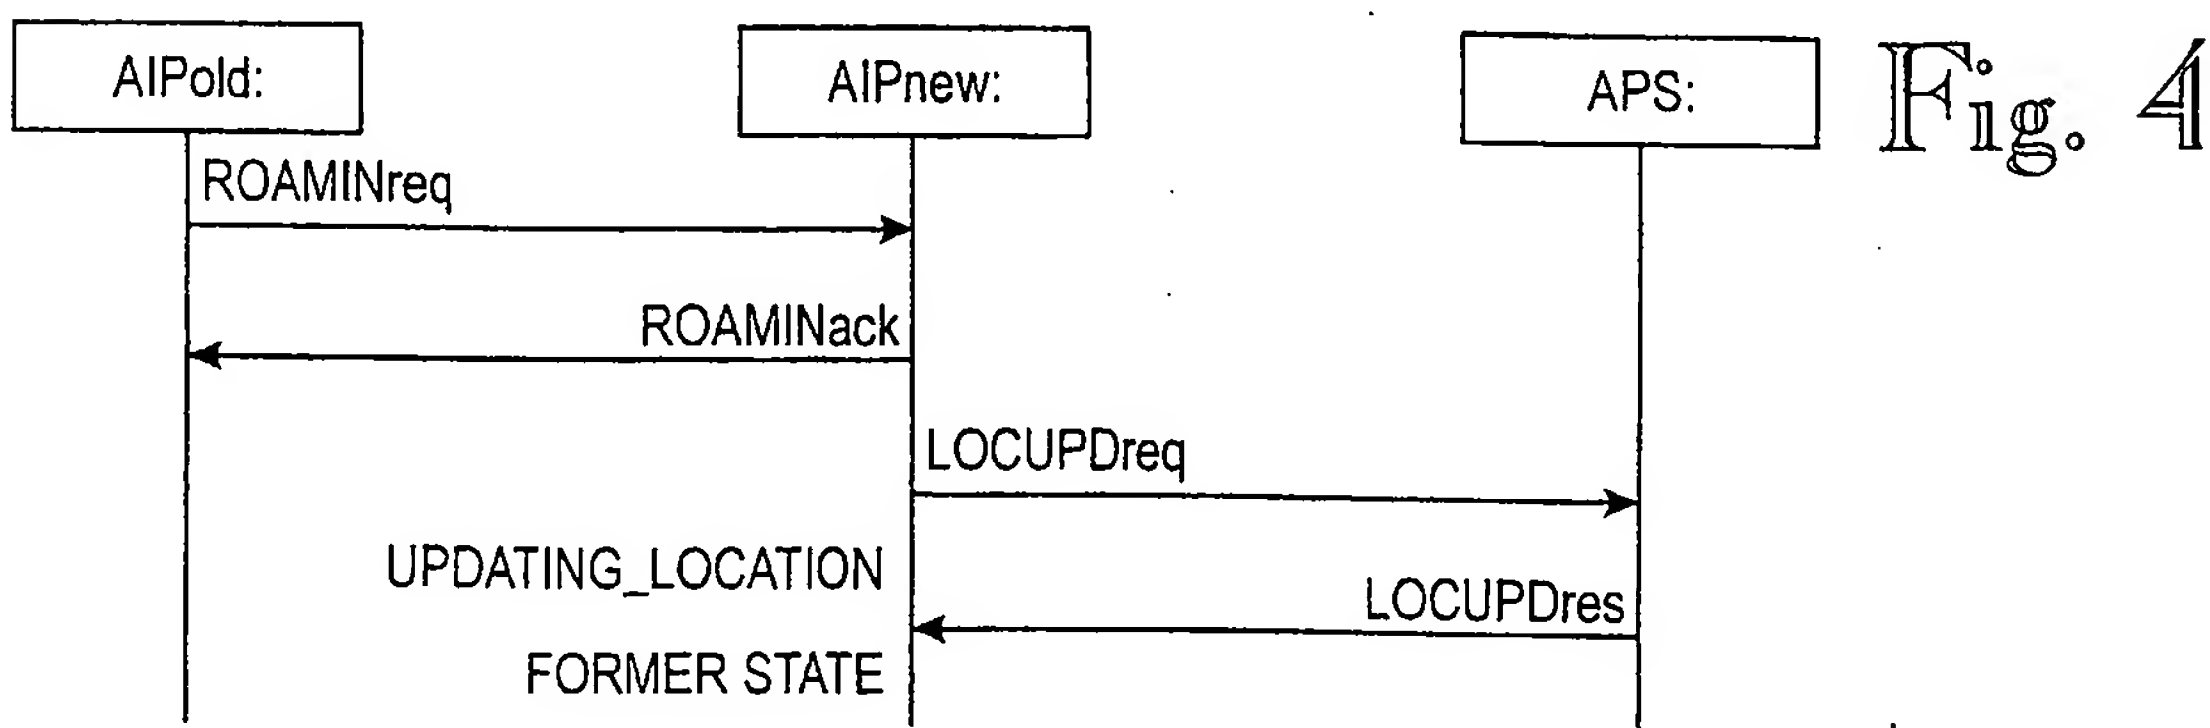 AIPold:
AIPnew:
APS:
Fig. 4
ROAMINreq
ROAMINack
LOCUPDreq
UPDATING_LOCATION
LOCUPDres
FORMER STATE